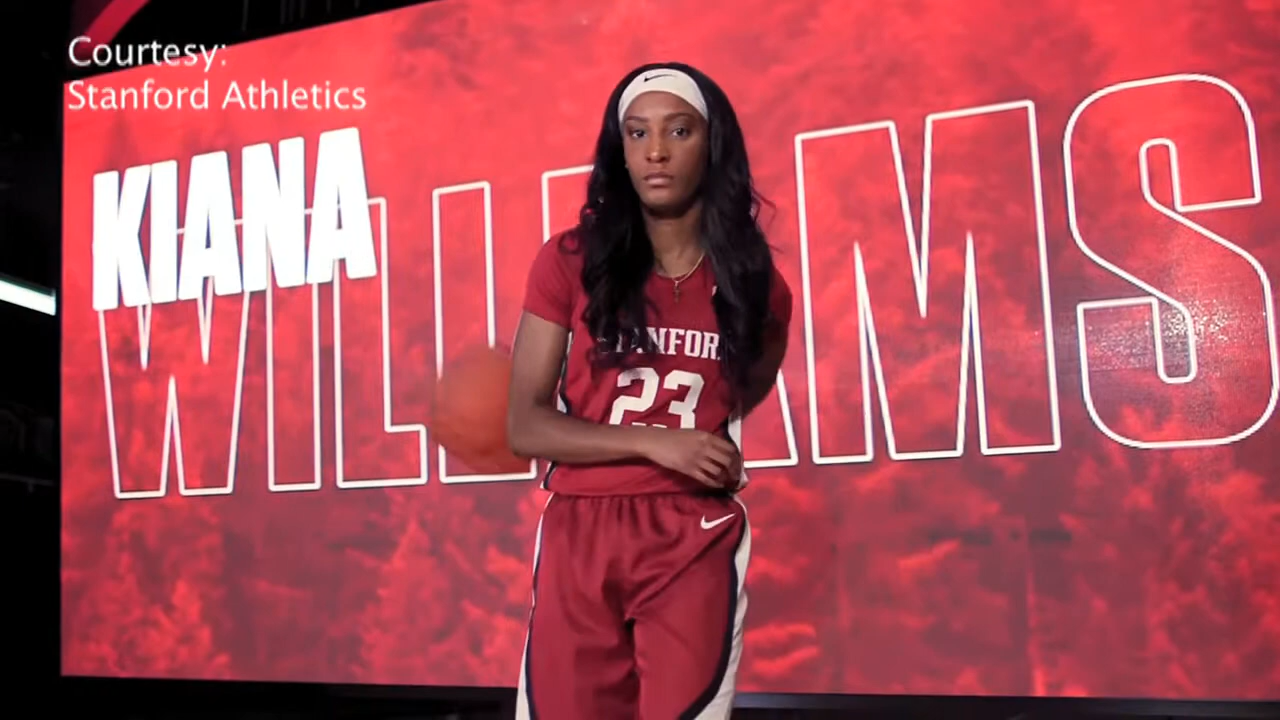 Courtesy:
Stanford Athletics
KIANA
WILLIAMS
STANFORD
23